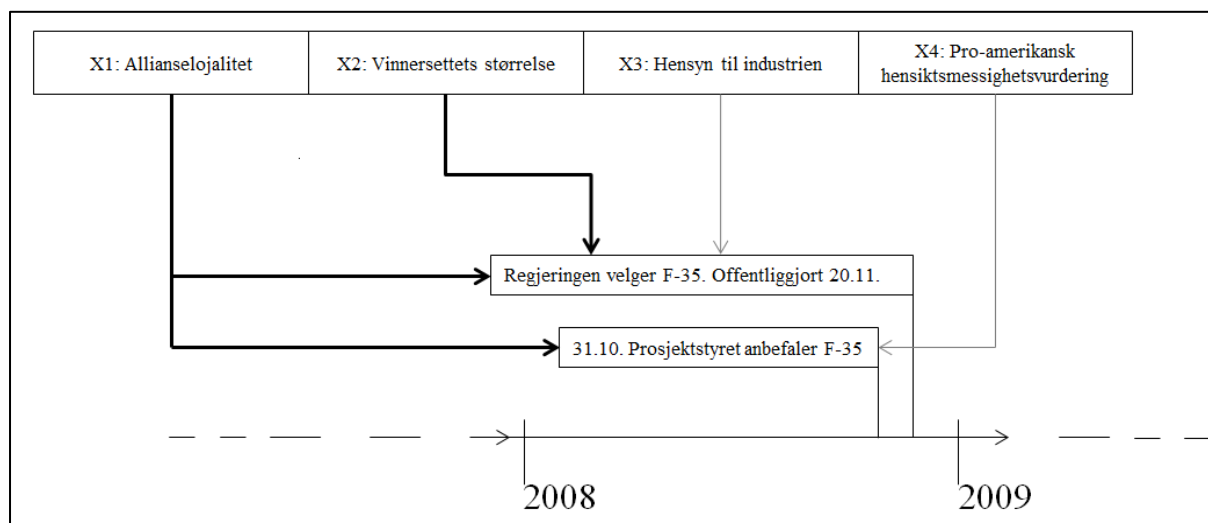 X1: Allianselojalitet
X2: Vinnersettets størrelse
X3: Hensyn til industrien
X4: Pro-amerikansk
hensiktsmessighetsvurdering
Regjeringen velger F-35. Offentliggjort 20.11.
31.10. Prosjektstyret anbefaler F-35
2008
2009